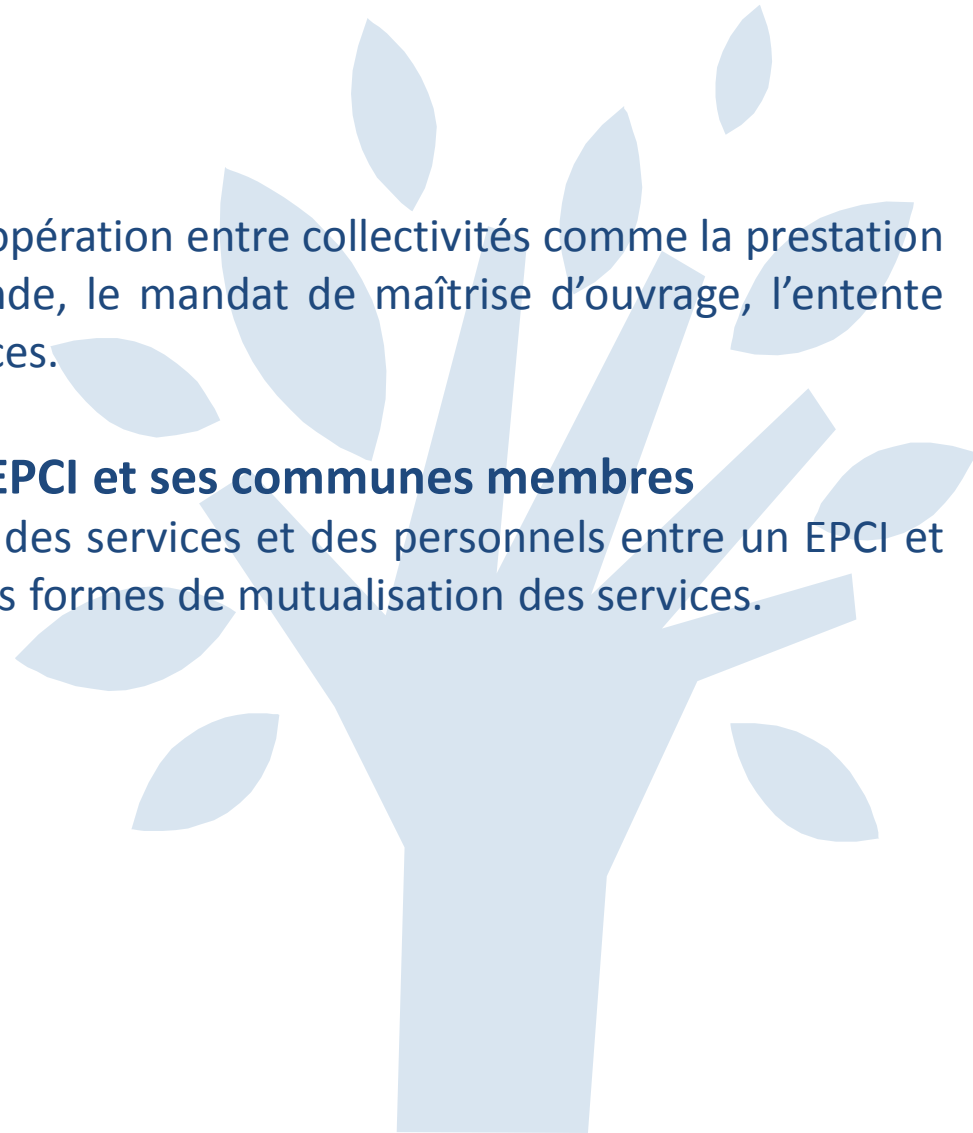 opération entre collectivités comme la prestation
nde, le mandat de maîtrise d’ouvrage, l’entente
ces.
EPCI et ses communes membres
des services et des personnels entre un EPCI et
s formes de mutualisation des services.